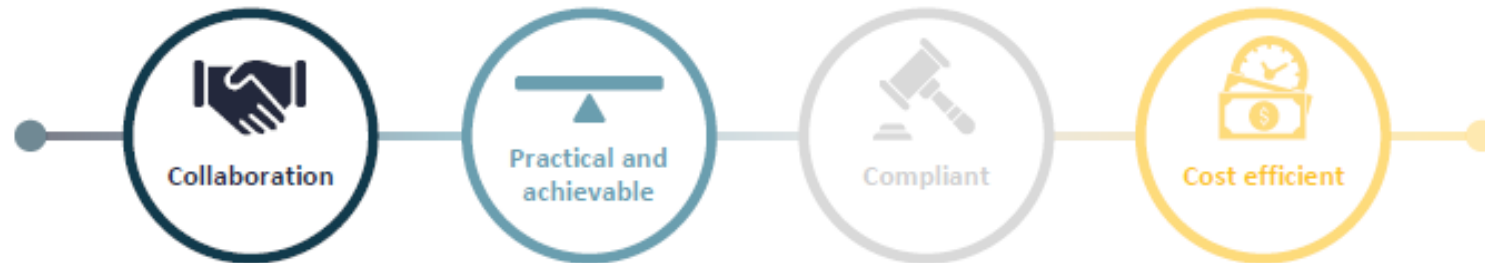 Collaboration
Practical and
achievable
Compliant
$
Cost efficient